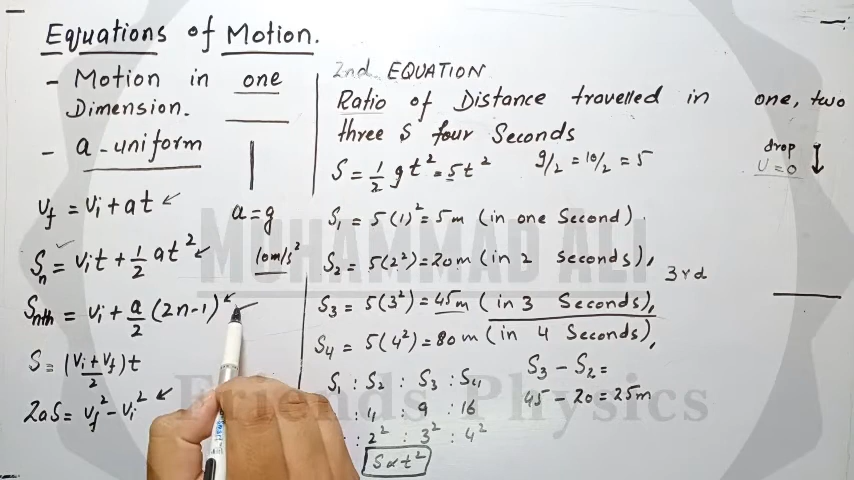 Equations of Motion.
- Motion in one
Dimension.
- a - uniform
Vf = Vi + at
a = g
Sn = Vit + 1/2 at²
10m/s²
Snth = Vi + a/2 (2n-1)
S = (Vi + Vf / 2) t
2aS = Vf² - Vi²
2nd EQUATION
Ratio of Distance travelled in one, two
three & four Seconds
S = 1/2 gt² = 5t² g/2 = 10/2 = 5
drop
U = 0
S1 = 5(1)² = 5m (in one Second)
S2 = 5(2²) = 20m (in 2 Seconds),
3rd
S3 = 5(3²) = 45m (in 3 Seconds),
S4 = 5(4²) = 80m (in 4 Seconds),
S1 : S2 : S3 : S4
: 4 : 9 : 16
: 2² : 3² : 4²
S ∝ t²
S3 - S2 =
45 - 20 = 25m
MUHAMMAD ALI
Friends Physics